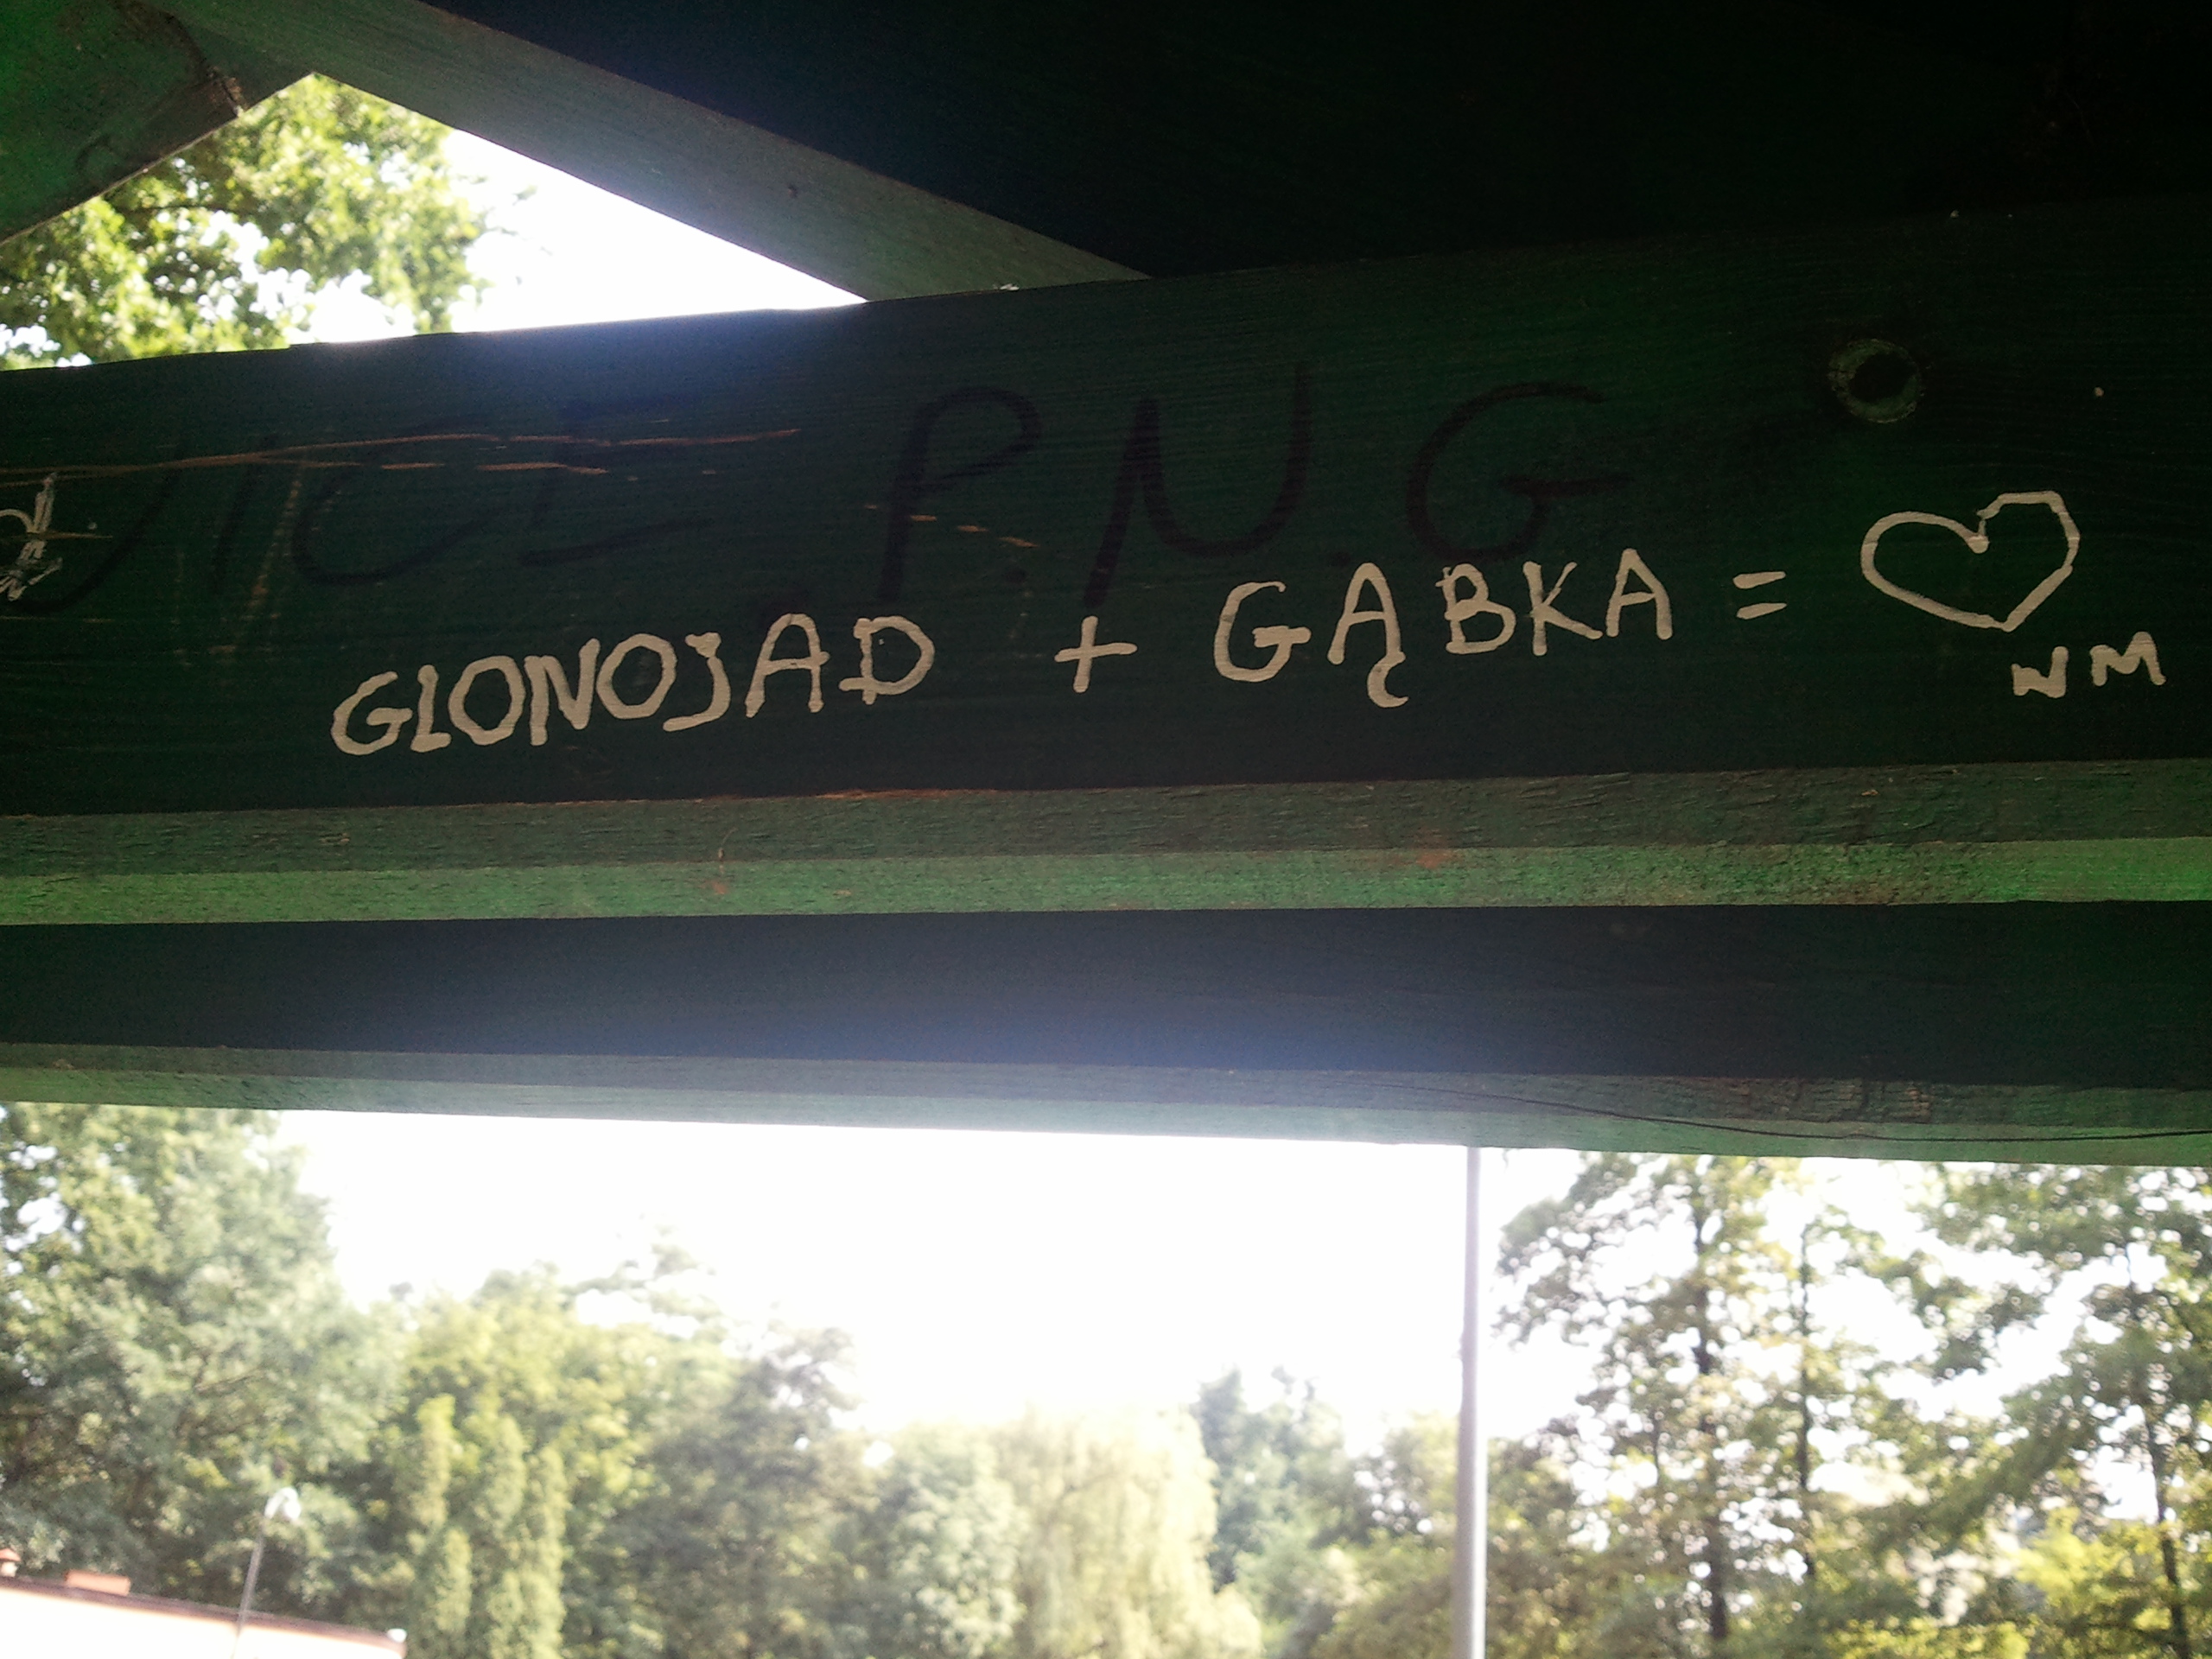 P.N.G
GLONOJAD + GĄBKA = ♡
NM